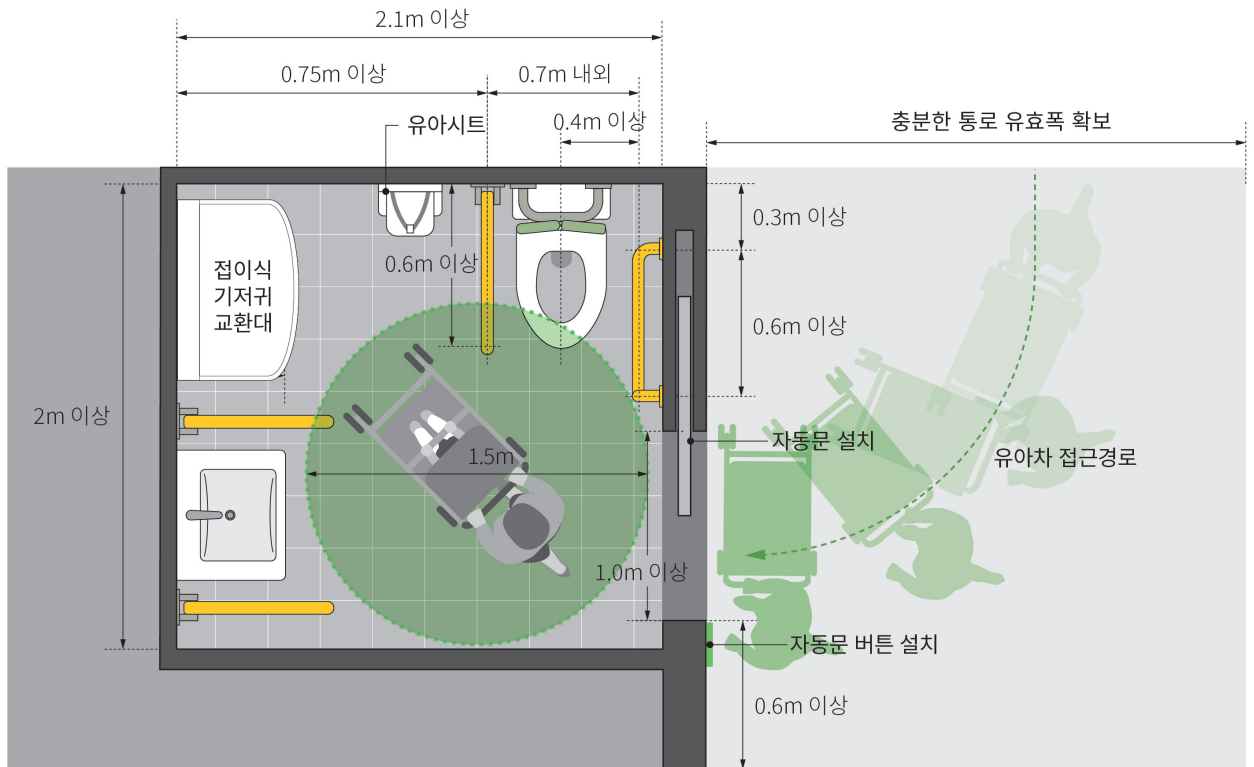 2.1m 이상
0.75m 이상
0.7m 내외
유아시트
0.4m 이상
충분한 통로 유효폭 확보
0.3m 이상
0.6m 이상
접이식
기저귀
교환대
0.6m 이상
2m 이상
자동문 설치
1.5m
유아차 접근경로
1.0m 이상
자동문 버튼 설치
0.6m 이상